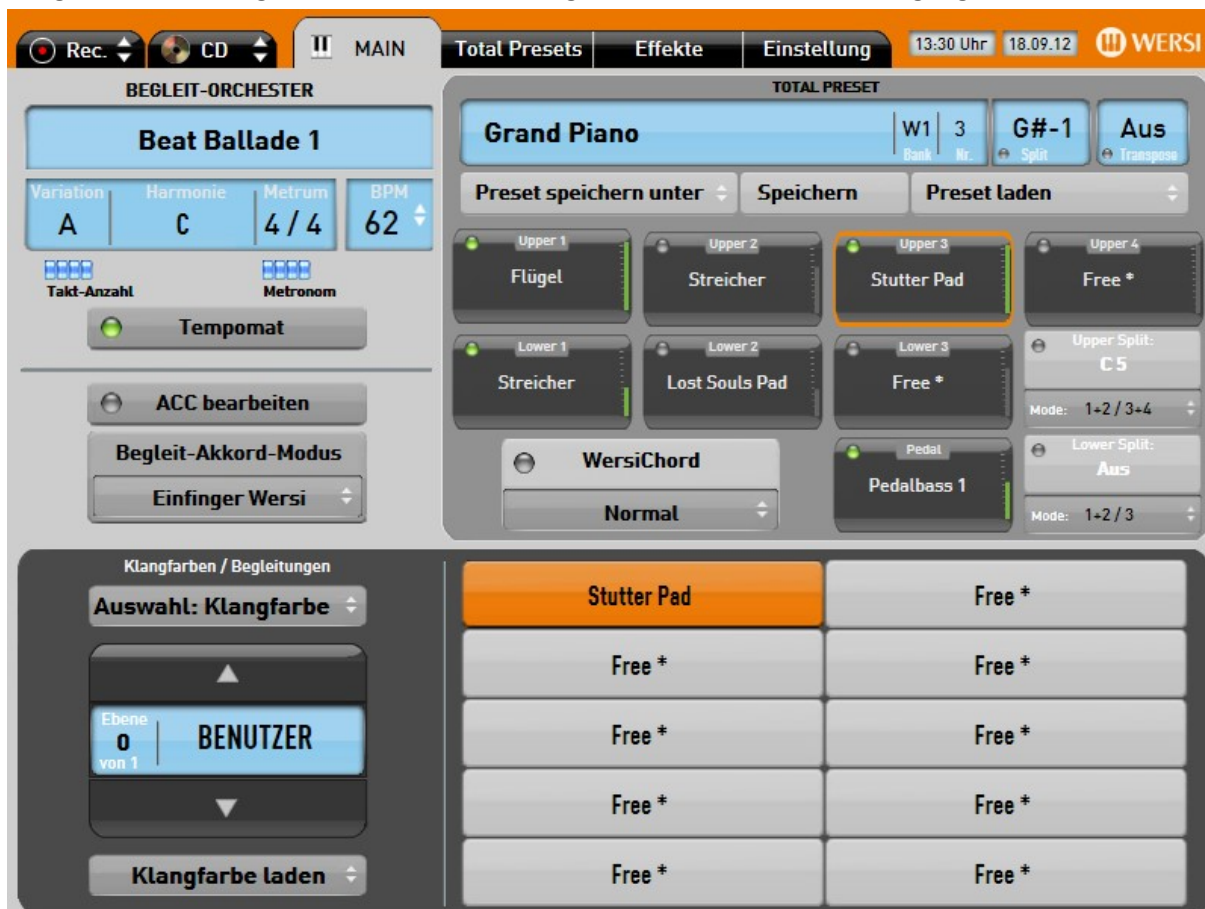 Rec.
CD
MAIN
Total Presets
Effekte
Einstellung
13:30 Uhr
18.09.12
WERSI
BEGLEIT-ORCHESTER
Beat Ballade 1
Variation Harmonie Metrum BPM
A C 4 / 4 62
Takt-Anzahl Metronom
Tempomat
ACC bearbeiten
Begleit-Akkord-Modus
Einfinger Wersi
TOTAL PRESET
Grand Piano
W1 3 G#-1 Aus
Bank Nr. Split Transpose
Preset speichern unter Speichern Preset laden
Upper 1 Upper 2 Upper 3 Upper 4
Flügel Streicher Stutter Pad Free *
Lower 1 Lower 2 Lower 3 Upper Split:
Streicher Lost Souls Pad Free * C 5
Mode: 1+2 / 3+4
WersiChord Pedal Lower Split:
Normal Pedalbass 1 Aus
Mode: 1+2 / 3
Klangfarben / Begleitungen
Auswahl: Klangfarbe
Ebene
0 BENUTZER
von 1
Klangfarbe laden
Stutter Pad Free *
Free * Free *
Free * Free *
Free * Free *
Free * Free *